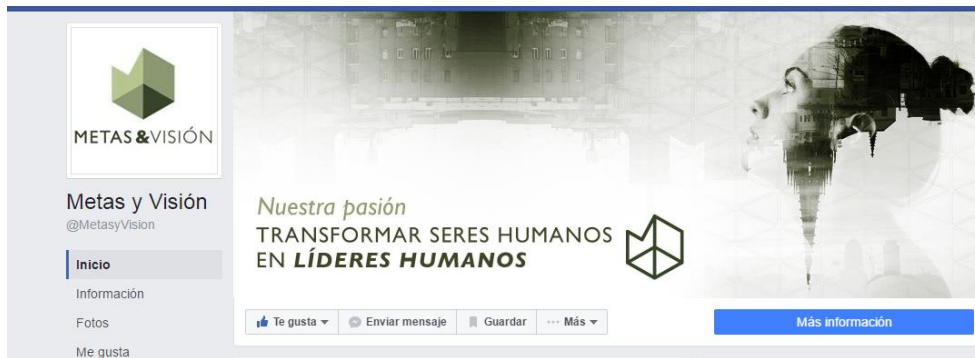 METAS &VISIÓN
Metas y Visión
@MetasyVision
Inicio
Información
Fotos
Me gusta
Nuestra pasión
TRANSFORMAR SERES HUMANOS
EN LÍDERES HUMANOS
Te gusta
Enviar mensaje
Guardar
··· Más
Más información